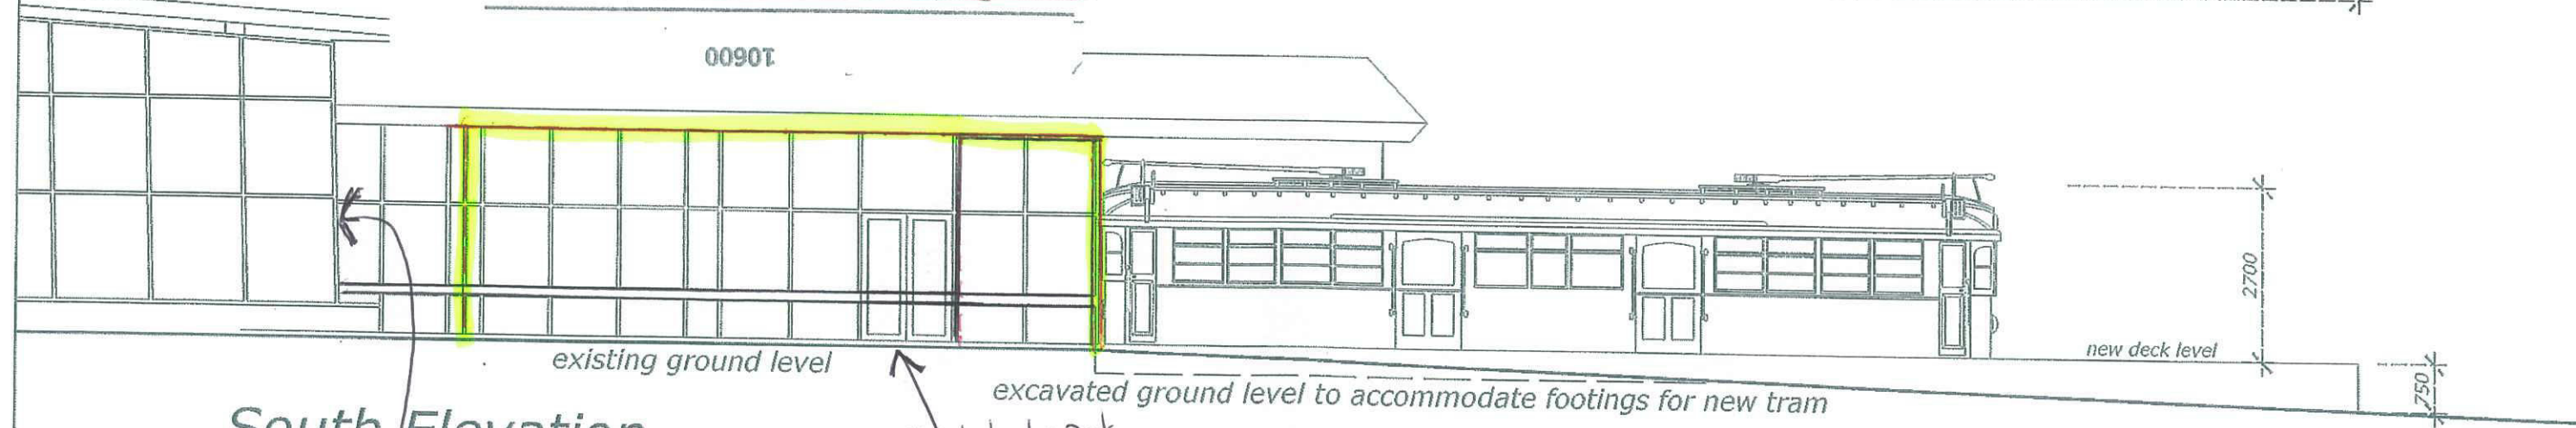 10600
2700
new deck level
existing ground level
750
excavated ground level to accommodate footings for new tram
South Elevation